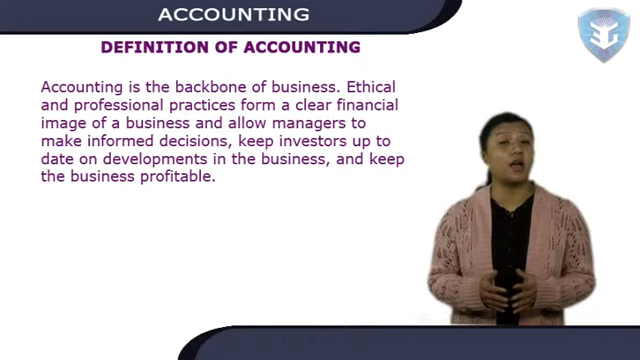 ACCOUNTING
DEFINITION OF ACCOUNTING
Accounting is the backbone of business. Ethical
and professional practices form a clear financial
image of a business and allow managers to
make informed decisions, keep investors up to
date on developments in the business, and keep
the business profitable.